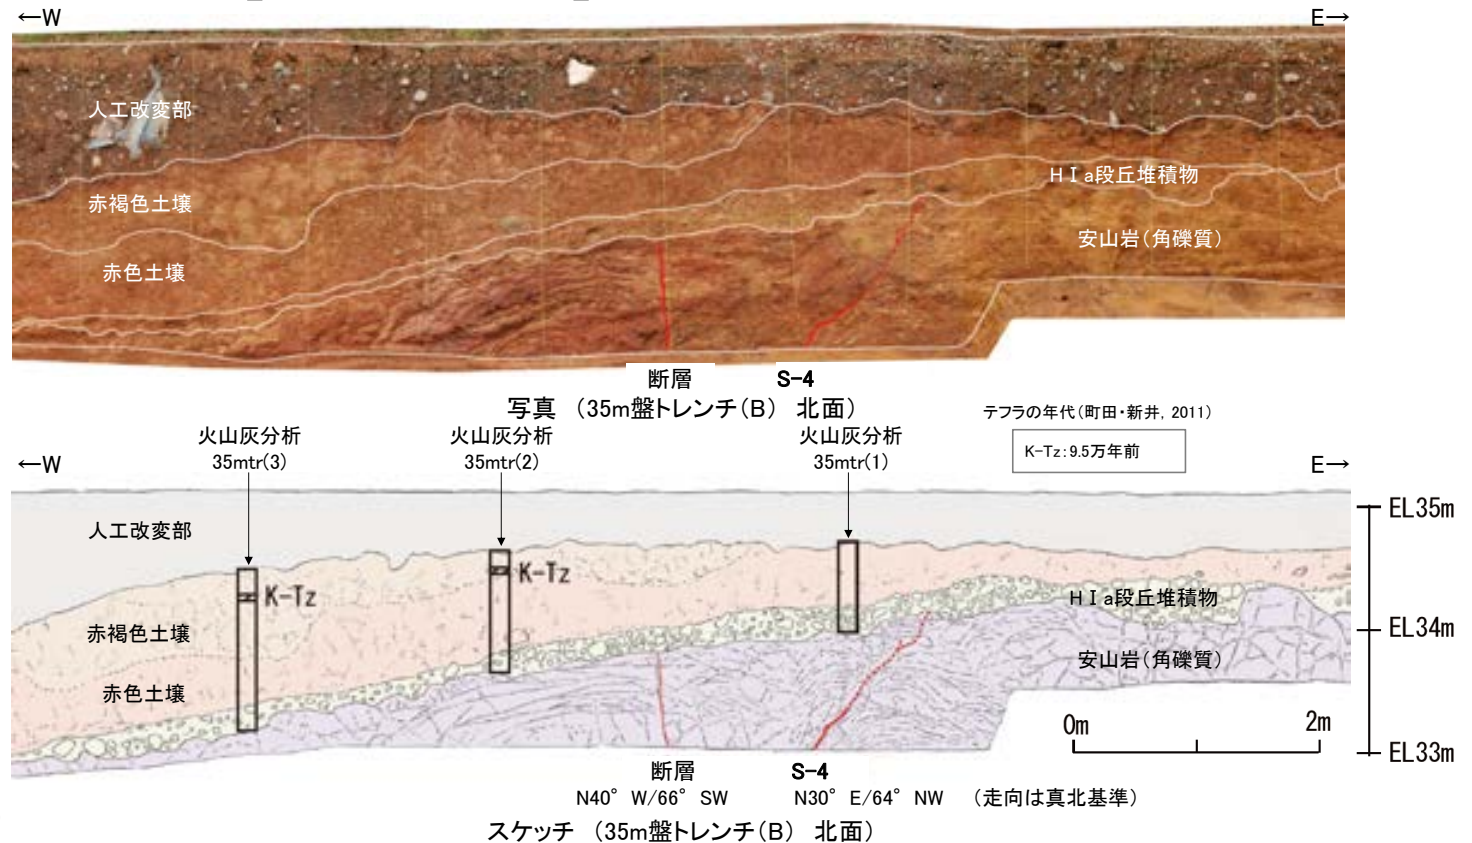 ←W
E→
人工改変部
HⅠa段丘堆積物
赤褐色土壌
安山岩(角礫質)
赤色土壌
断層
S-4
写真 (35m盤トレンチ(B) 北面)
テフラの年代(町田・新井, 2011)
K-Tz:9.5万年前
火山灰分析
35mtr(3)
火山灰分析
35mtr(2)
火山灰分析
35mtr(1)
←W
E→
EL35m
人工改変部
K-Tz
K-Tz
HⅠa段丘堆積物
赤褐色土壌
EL34m
安山岩(角礫質)
赤色土壌
0m
2m
EL33m
断層
S-4
N40° W/66° SW
N30° E/64° NW (走向は真北基準)
スケッチ (35m盤トレンチ(B) 北面)